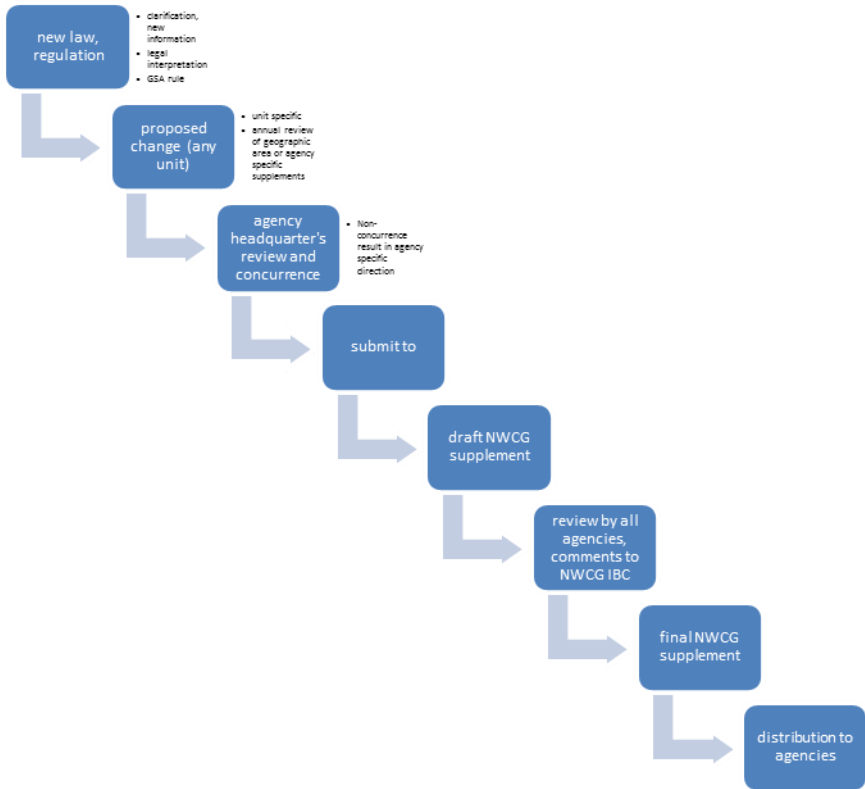 new law,
regulation
• clarification,
new
information
• legal
interpretation
• GSA rule
proposed
change (any
unit)
• unit specific
• annual review
of geographic
area or agency
specific
supplements
agency
headquarter's
review and
concurrence
• Non-
concurrence
result in agency
specific
direction
submit to
draft NWCG
supplement
review by all
agencies,
comments to
NWCG IBC
final NWCG
supplement
distribution to
agencies